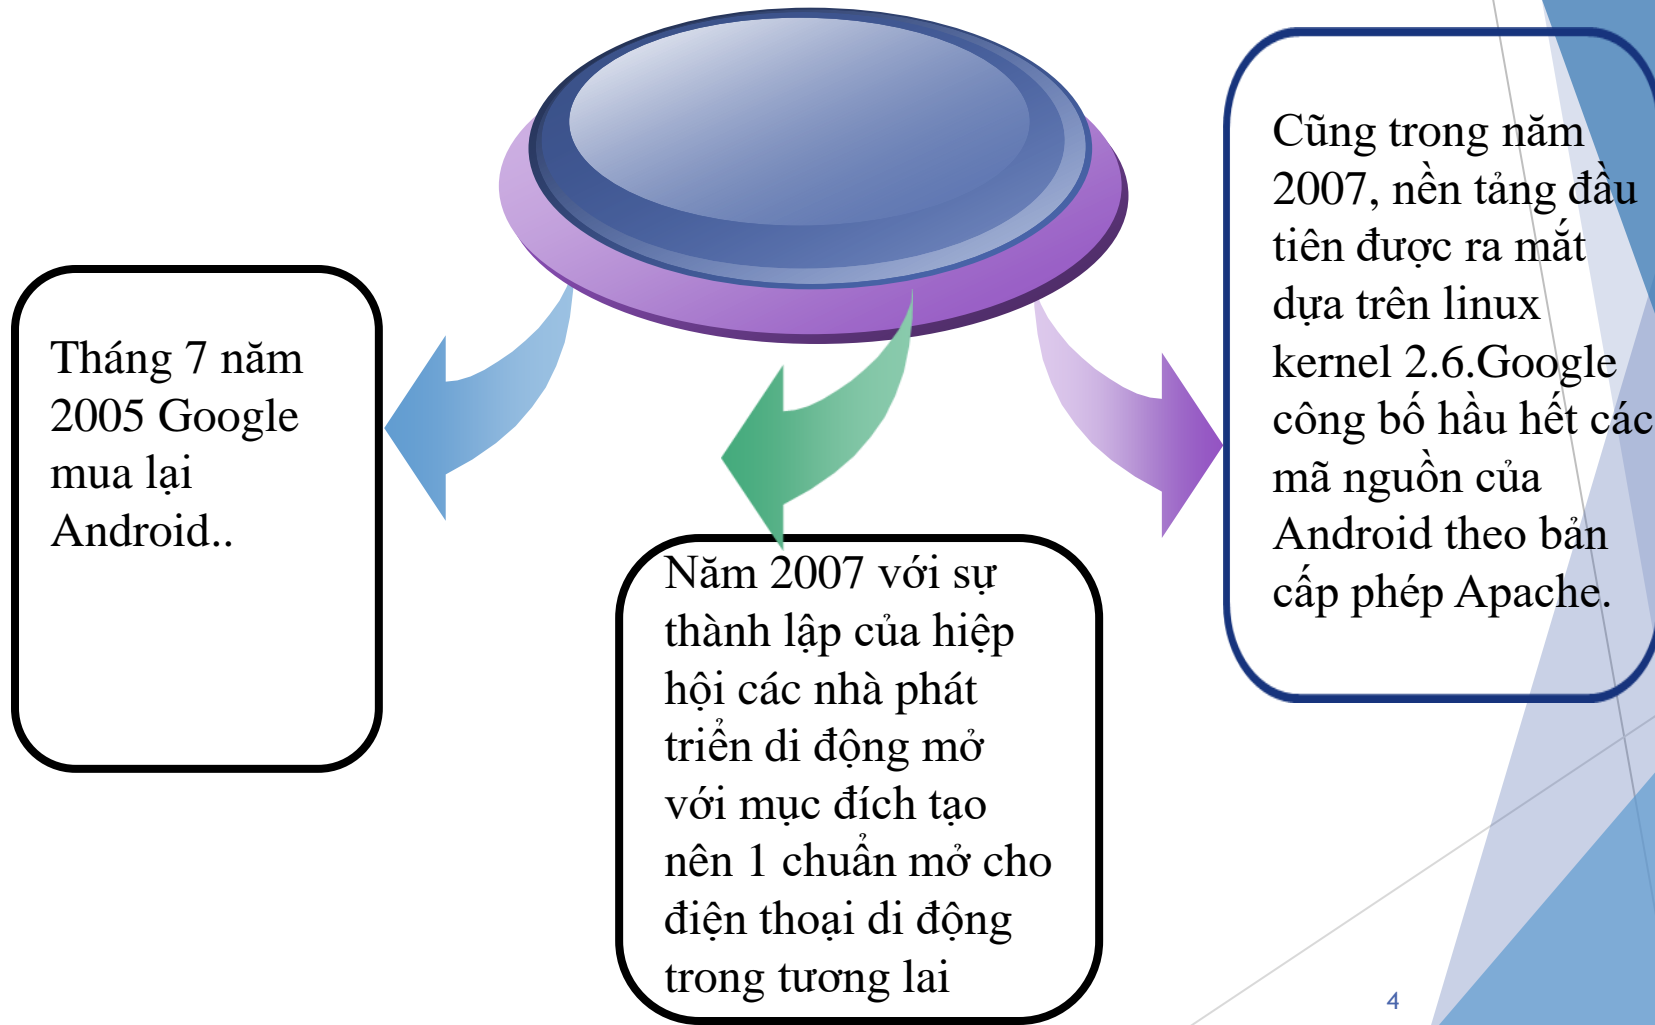 Tháng 7 năm
2005 Google
mua lại
Android..
Năm 2007 với sự
thành lập của hiệp
hội các nhà phát
triển di động mở
với mục đích tạo
nên 1 chuẩn mở cho
điện thoại di động
trong tương lai
Cũng trong năm
2007, nền tảng đầu
tiên được ra mắt
dựa trên linux
kernel 2.6.Google
công bố hầu hết các
mã nguồn của
Android theo bản
cấp phép Apache.
4